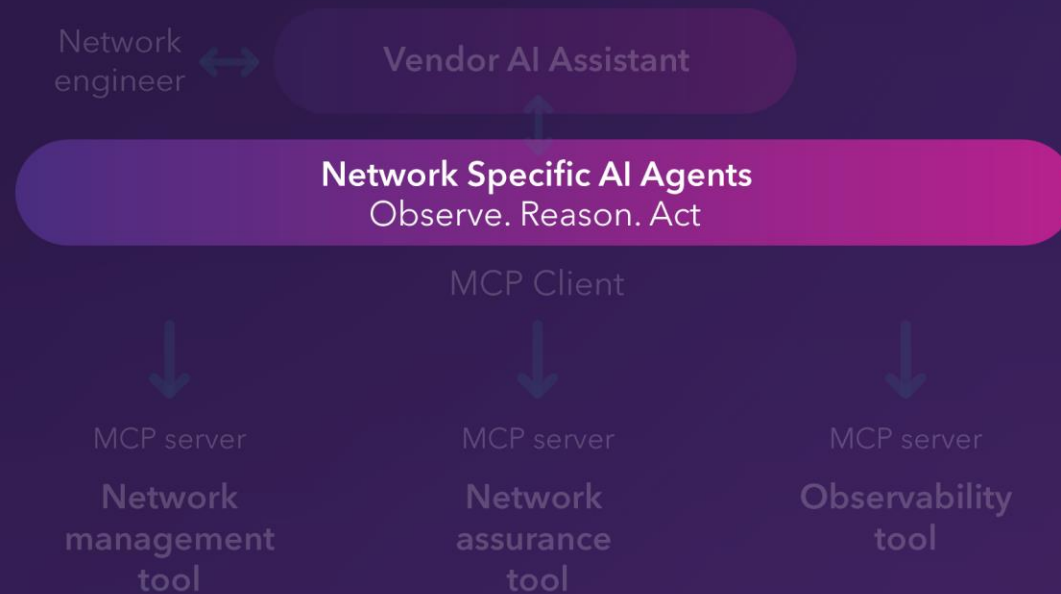 Network
engineer
Vendor AI Assistant
Network Specific AI Agents
Observe. Reason. Act
MCP Client
MCP server
Network
management
tool
MCP server
Network
assurance
tool
MCP server
Observability
tool